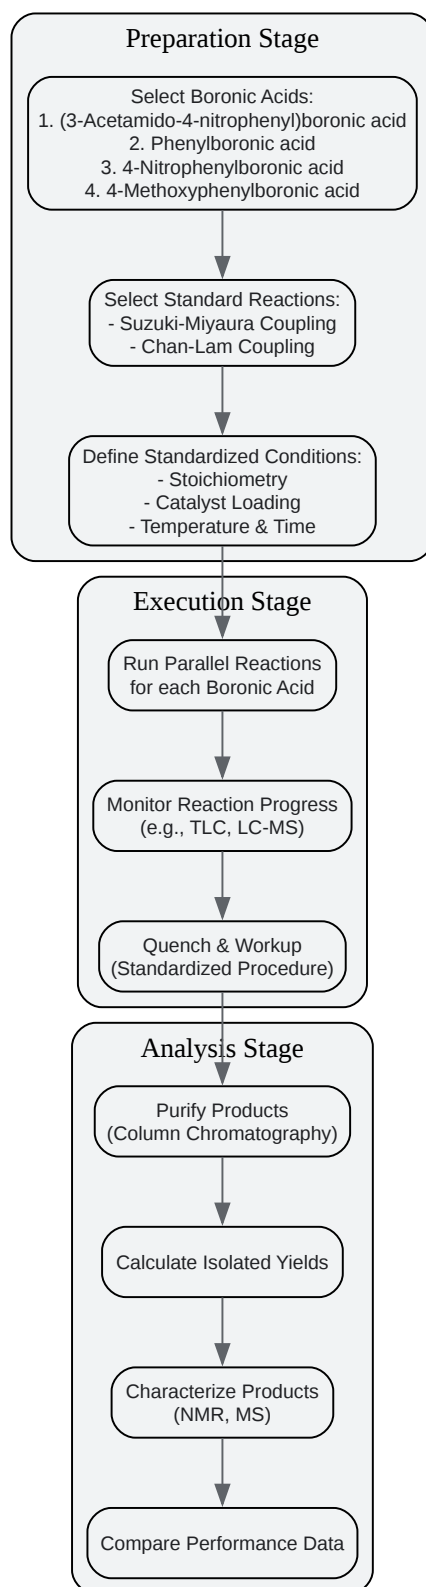 Preparation Stage
Select Boronic Acids:
1. (3-Acetamido-4-nitrophenyl)boronic acid
2. Phenylboronic acid
3. 4-Nitrophenylboronic acid
4. 4-Methoxyphenylboronic acid
Select Standard Reactions:
- Suzuki-Miyaura Coupling
- Chan-Lam Coupling
Define Standardized Conditions:
- Stoichiometry
- Catalyst Loading
- Temperature & Time
Execution Stage
Run Parallel Reactions
for each Boronic Acid
Monitor Reaction Progress
(e.g., TLC, LC-MS)
Quench & Workup
(Standardized Procedure)
Analysis Stage
Purify Products
(Column Chromatography)
Calculate Isolated Yields
Characterize Products
(NMR, MS)
Compare Performance Data